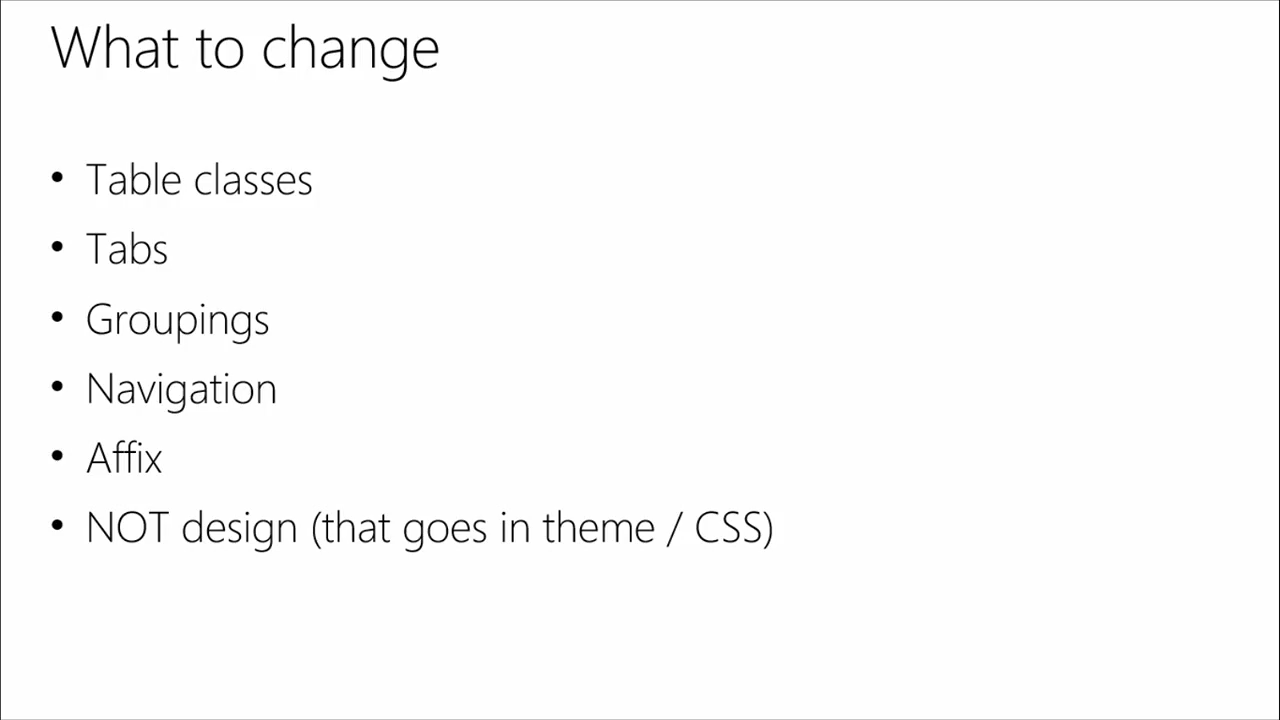 What to change
• Table classes
• Tabs
• Groupings
• Navigation
• Affix
• NOT design (that goes in theme / CSS)